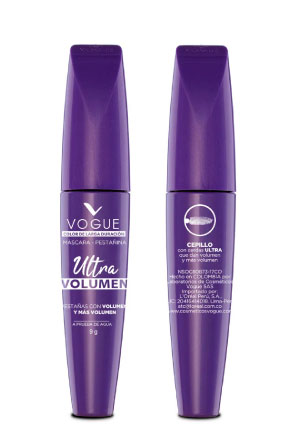 VOGUE
COLOR DE LARGA DURACIÓN
MÁSCARA · PESTAÑINA
Ultra
VOLUMEN
PESTAÑAS CON VOLUMEN
Y MÁS VOLUMEN
A PRUEBA DE AGUA
9 g
CEPILLO
con cerdas ULTRA
que dan volumen
y más volumen
Hecho en COLOMBIA por
Laboratorios de Cosméticos
Vogue SAS
Importado por
L'Oréal Perú, S.A.
www.cosmeticosvogue.com